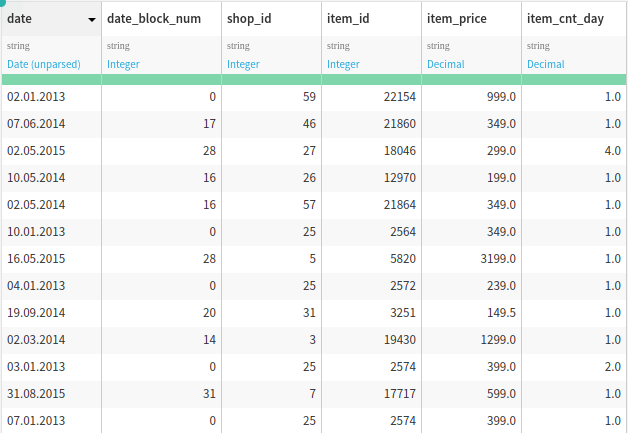 date date_block_num shop_id item_id item_price item_cnt_day
string string string string string string
Date (unparsed) Integer Integer Integer Decimal Decimal
02.01.2013 0 59 22154 999.0 1.0
07.06.2014 17 46 21860 349.0 1.0
02.05.2015 28 27 18046 299.0 4.0
10.05.2014 16 26 12970 199.0 1.0
02.05.2014 16 57 21864 349.0 1.0
10.01.2013 0 25 2564 349.0 1.0
16.05.2015 28 5 5820 3199.0 1.0
04.01.2013 0 25 2572 239.0 1.0
19.09.2014 20 31 3251 149.5 1.0
02.03.2014 14 3 19430 1299.0 1.0
03.01.2013 0 25 2574 399.0 2.0
31.08.2015 31 7 17717 599.0 1.0
07.01.2013 0 25 2574 399.0 1.0